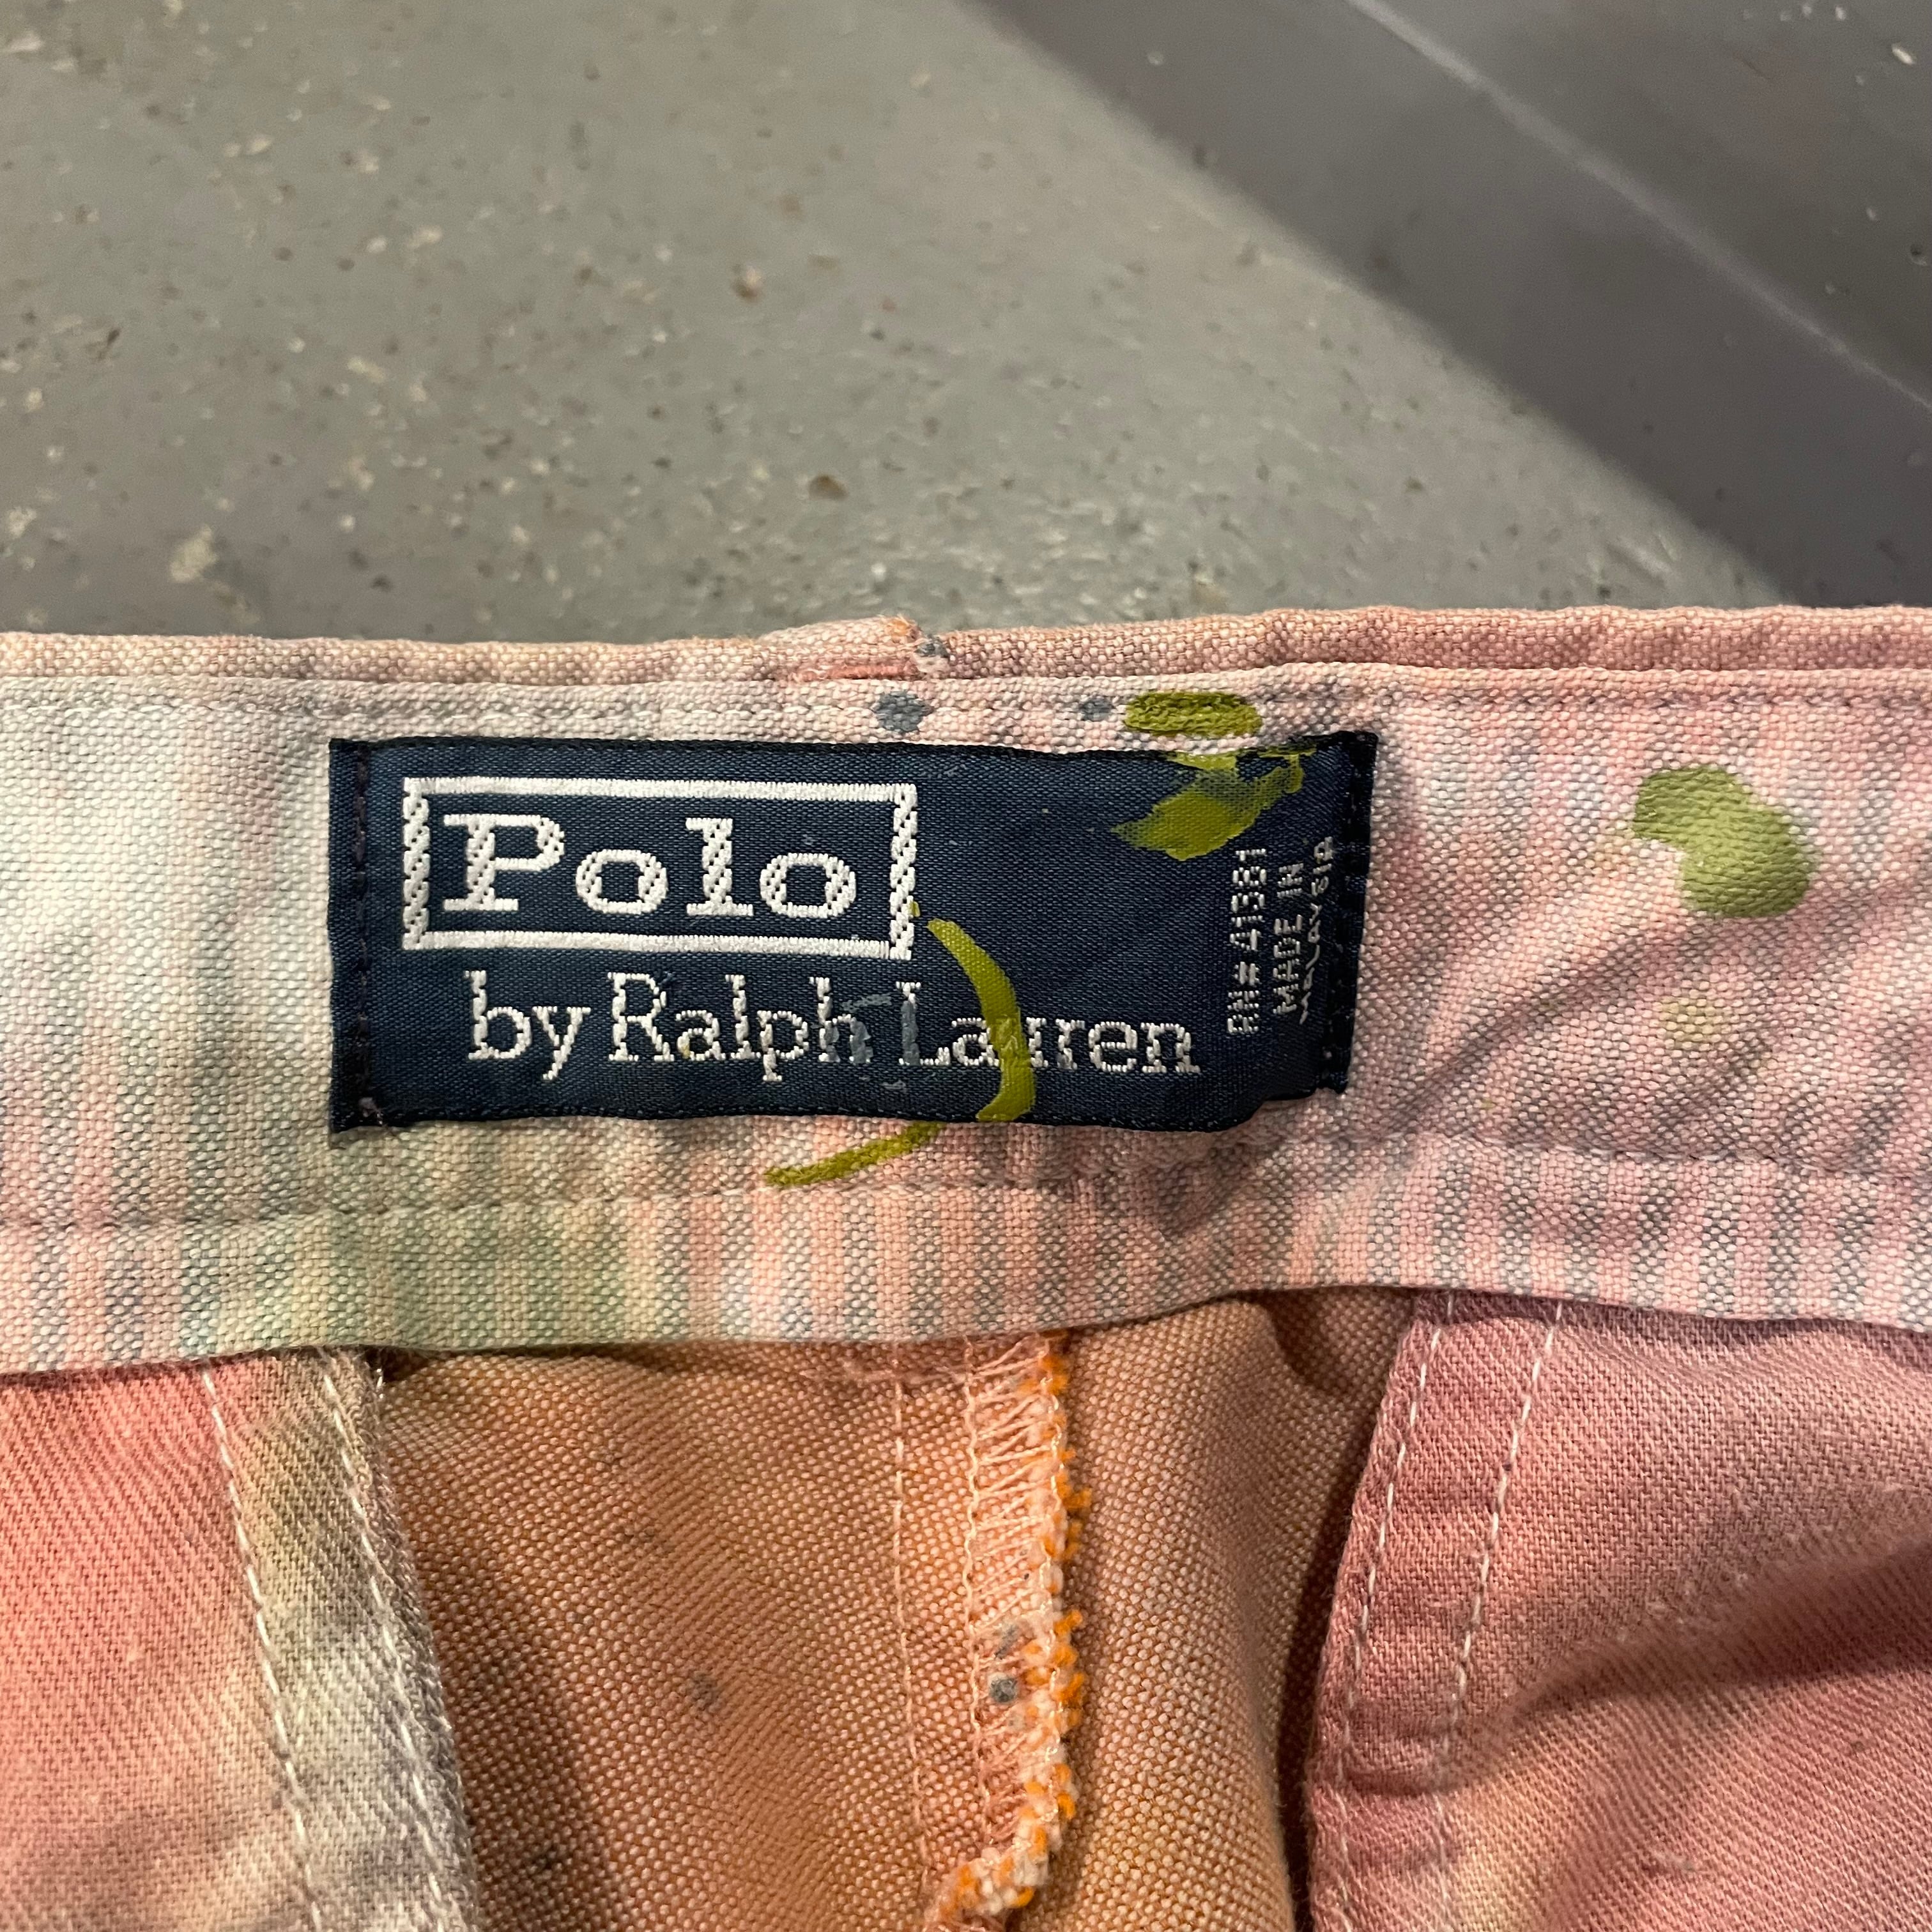 Polo
by Ralph Lauren
RN# 41381
MADE IN
MALAYSIA